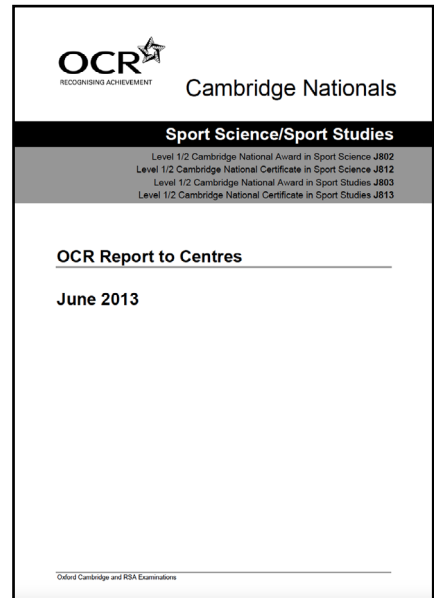 OCR
RECOGNISING ACHIEVEMENT
Cambridge Nationals
Sport Science/Sport Studies
Level 1/2 Cambridge National Award in Sport Science J802
Level 1/2 Cambridge National Certificate in Sport Science J812
Level 1/2 Cambridge National Award in Sport Studies J803
Level 1/2 Cambridge National Certificate in Sport Studies J813
OCR Report to Centres
June 2013
Oxford Cambridge and RSA Examinations